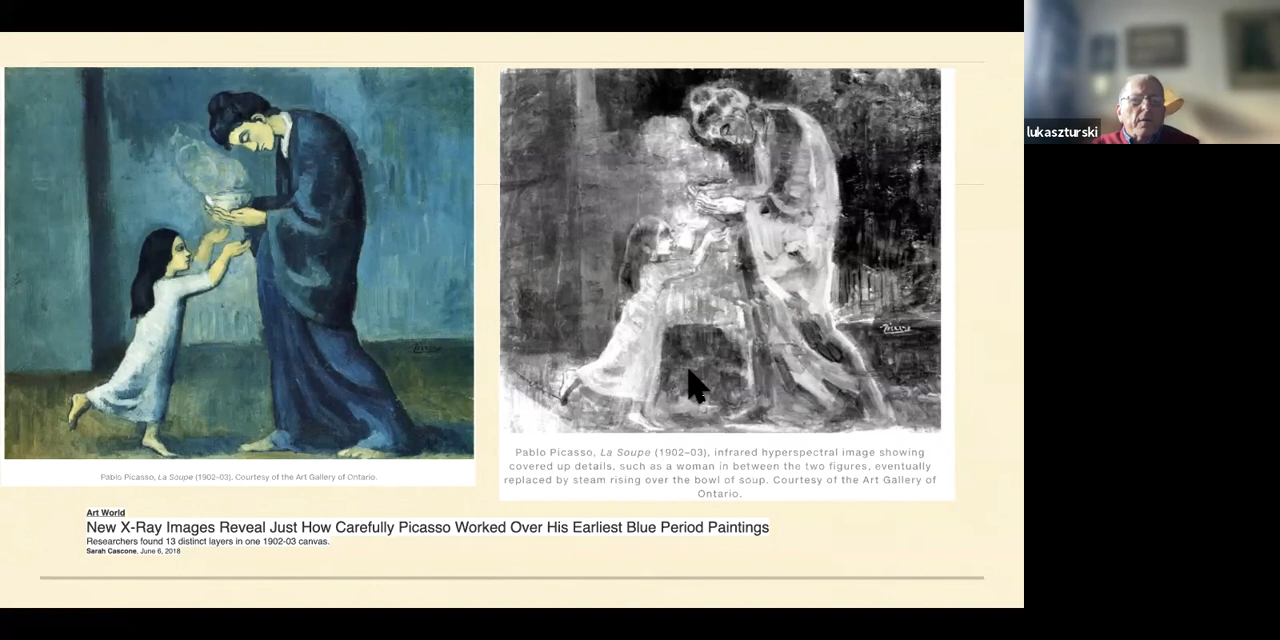 lukaszturski
Pablo Picasso, La Soupe (1902–03). Courtesy of the Art Gallery of Ontario.
Picasso
Pablo Picasso, La Soupe (1902–03), infrared hyperspectral image showing
covered up details, such as a woman in between the two figures, eventually
replaced by steam rising over the bowl of soup. Courtesy of the Art Gallery of
Ontario.
Art World
New X-Ray Images Reveal Just How Carefully Picasso Worked Over His Earliest Blue Period Paintings
Researchers found 13 distinct layers in one 1902-03 canvas.
Sarah Cascone, June 6, 2018